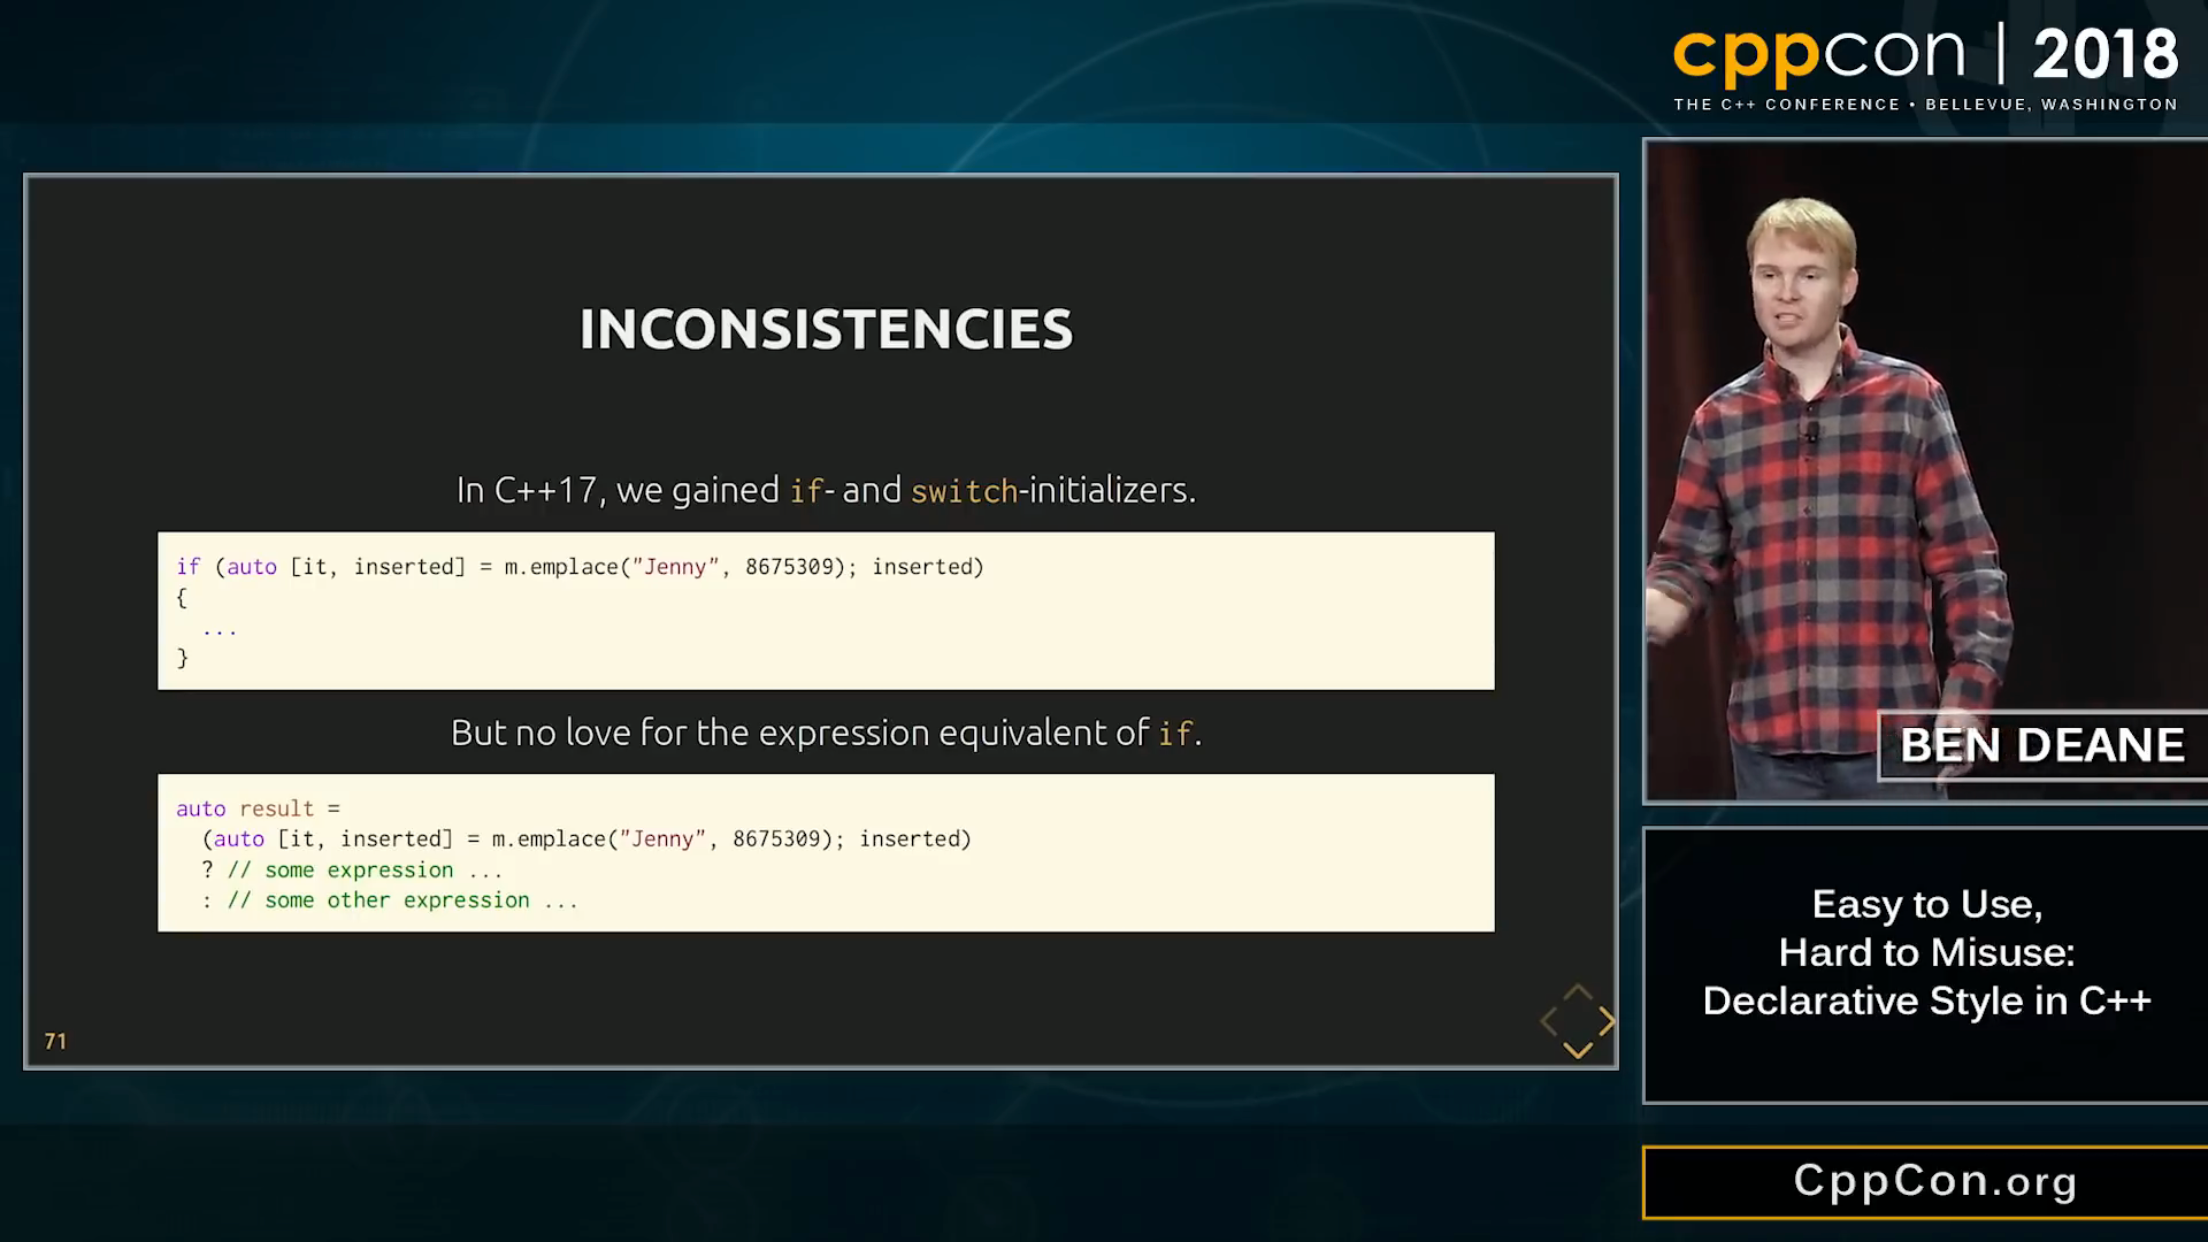 cppcon | 2018
THE C++ CONFERENCE • BELLEVUE, WASHINGTON
INCONSISTENCIES
In C++17, we gained if- and switch-initializers.
if (auto [it, inserted] = m.emplace("Jenny", 8675309); inserted)
{
...
}
But no love for the expression equivalent of if.
auto result =
(auto [it, inserted] = m.emplace("Jenny", 8675309); inserted)
? // some expression ...
: // some other expression ...
71
BEN DEANE
Easy to Use,
Hard to Misuse:
Declarative Style in C++
CppCon.org